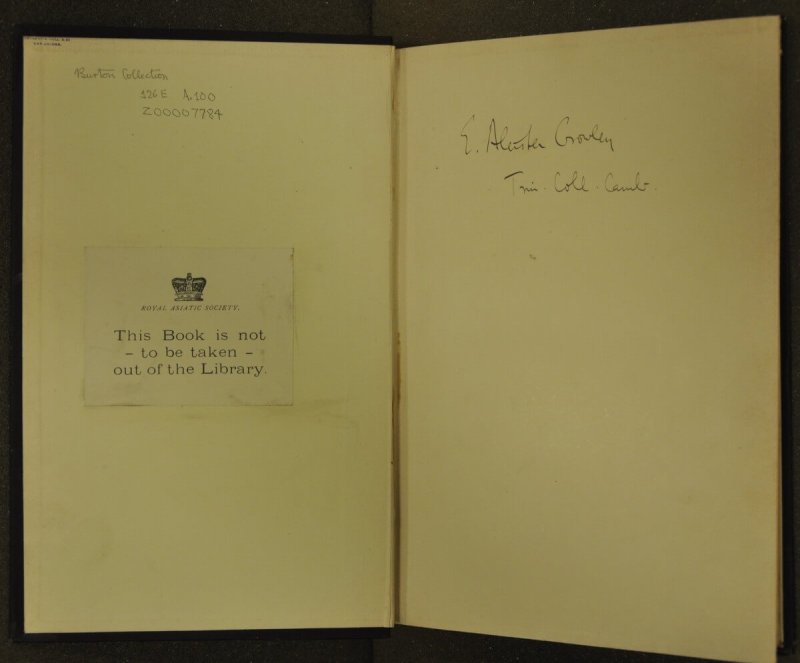 Burton Collection
126E A.100
Z00007784
ROYAL ASIATIC SOCIETY.
This Book is not
– to be taken –
out of the Library.
E. Aleister Crowley
Trin. Coll. Camb.